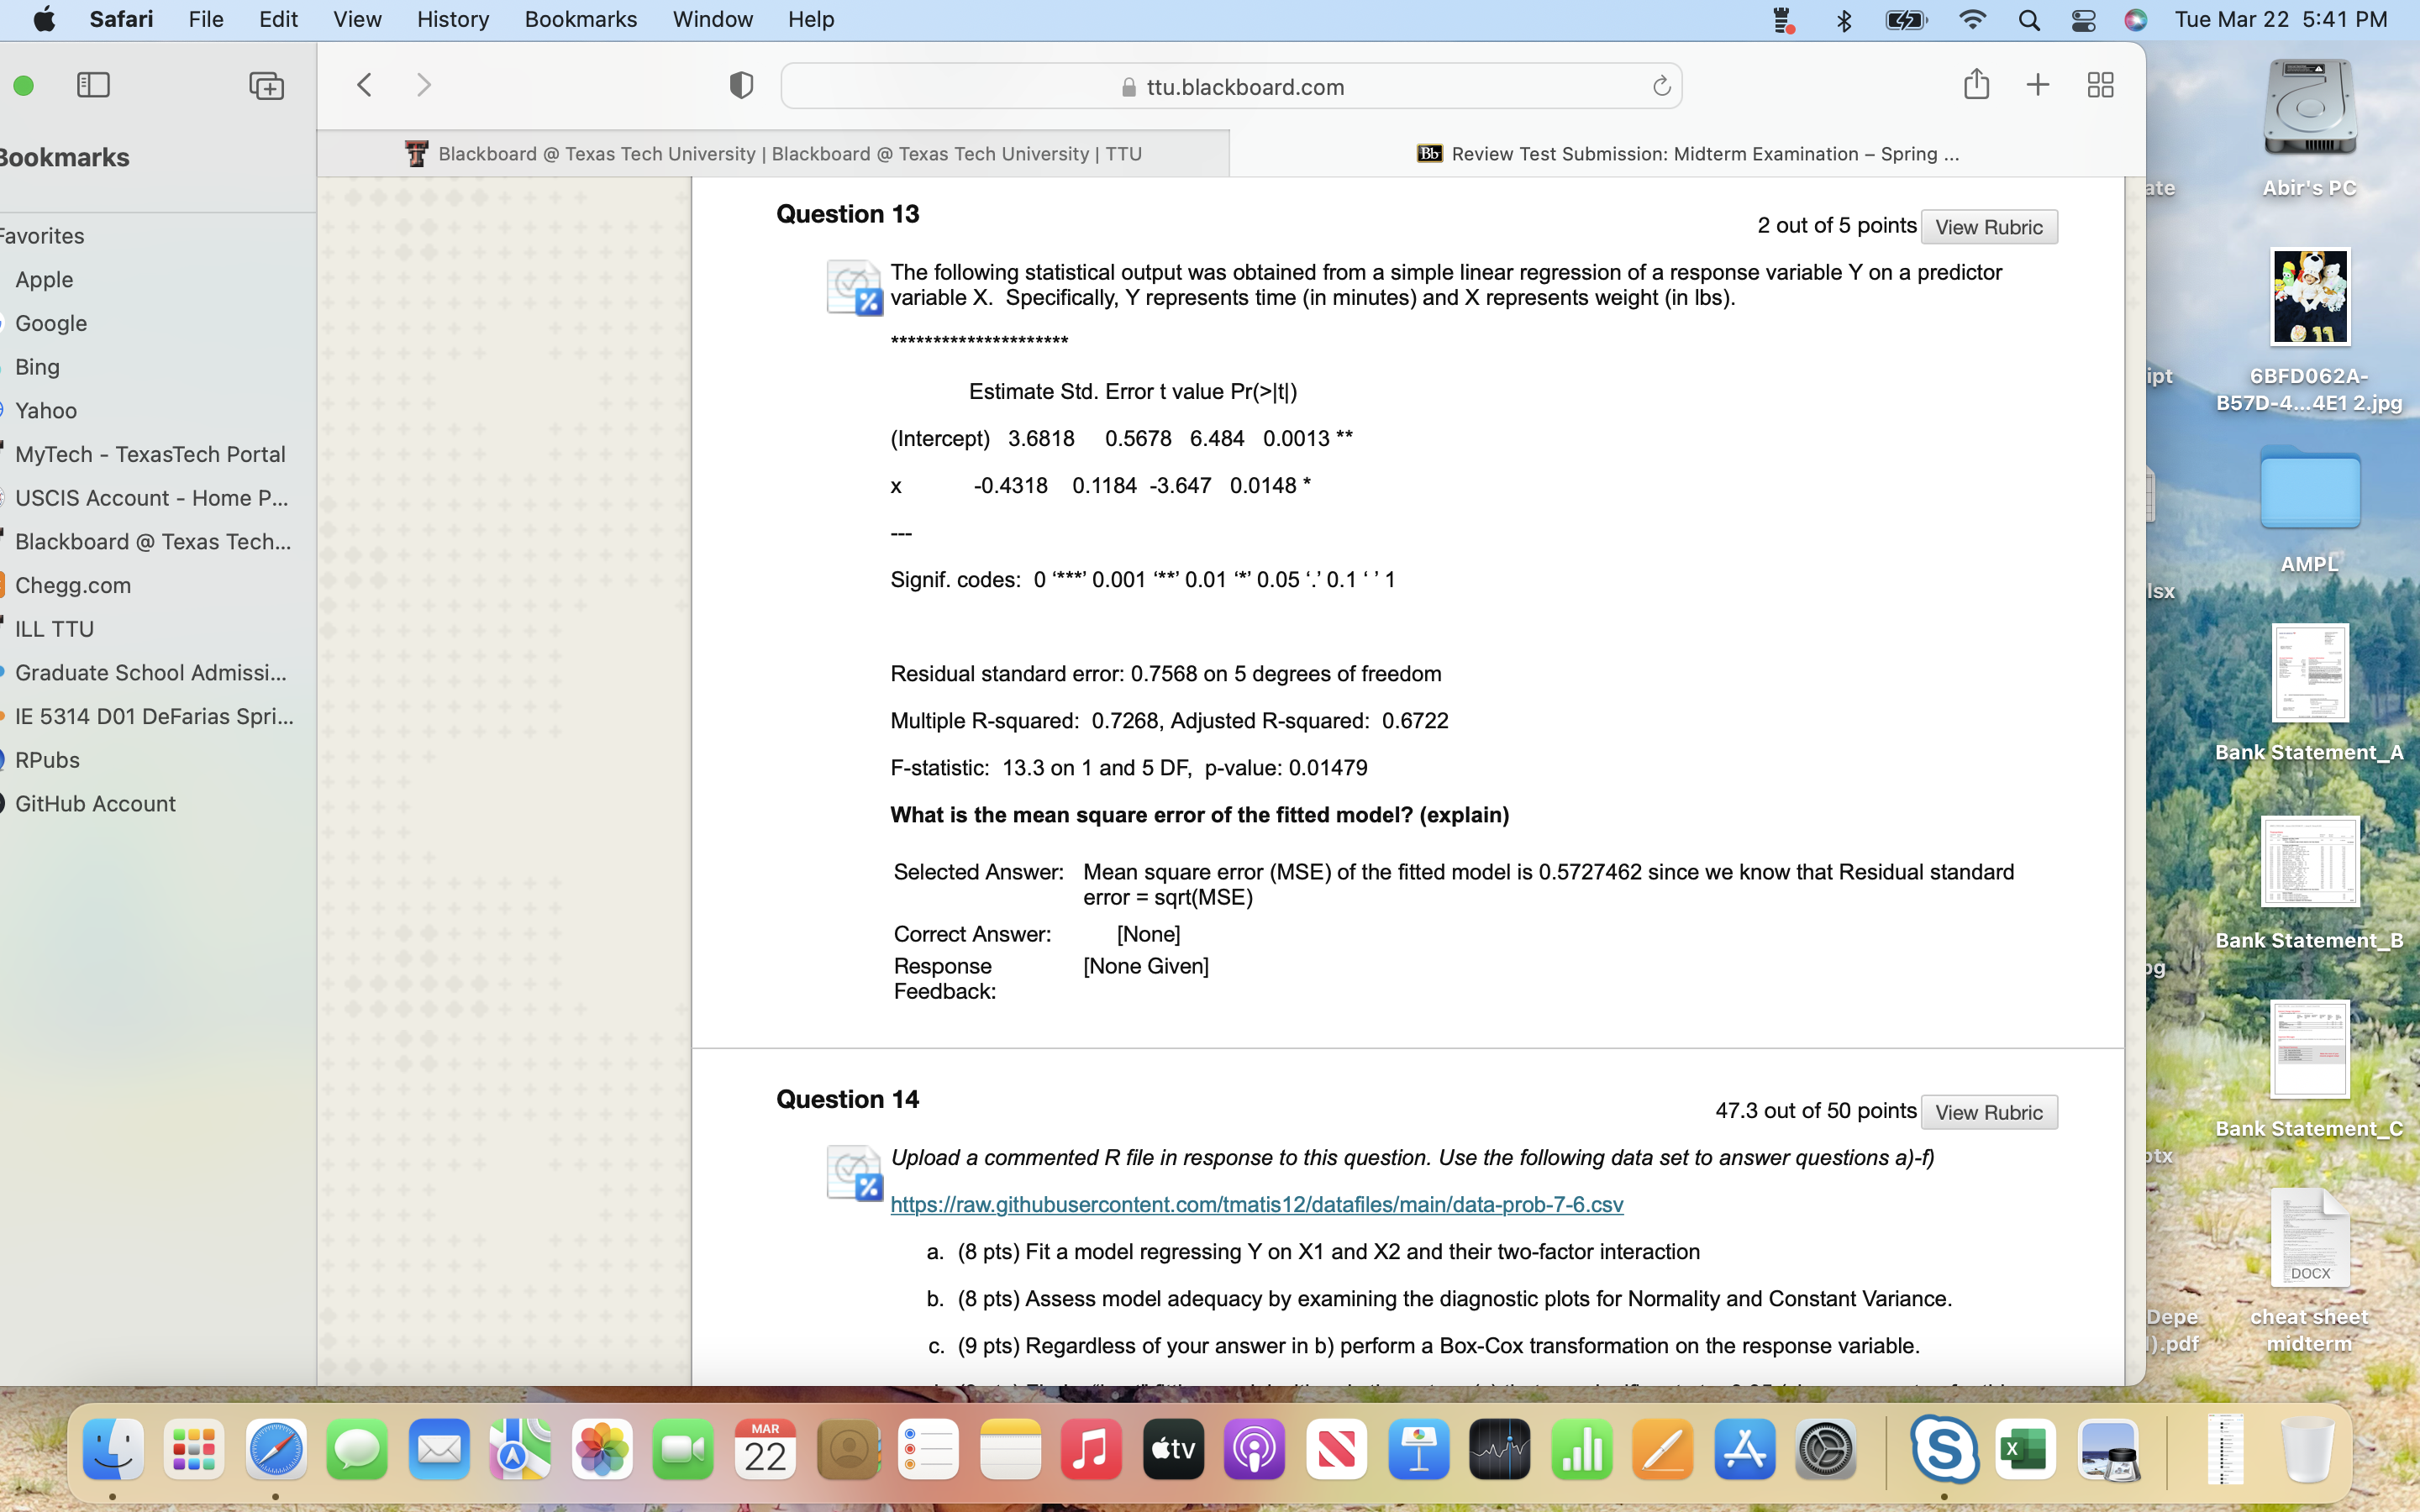 Safari File Edit View History Bookmarks Window Help Tue Mar 22 5:41 PM
ttu.blackboard.com
Blackboard @ Texas Tech University | Blackboard @ Texas Tech University | TTU
Bb Review Test Submission: Midterm Examination – Spring ...
Bookmarks
Favorites
Apple
Google
Bing
Yahoo
MyTech - TexasTech Portal
USCIS Account - Home P...
Blackboard @ Texas Tech...
Chegg.com
ILL TTU
Graduate School Admissi...
IE 5314 D01 DeFarias Spri...
RPubs
GitHub Account
Question 13
2 out of 5 points View Rubric
The following statistical output was obtained from a simple linear regression of a response variable Y on a predictor
variable X. Specifically, Y represents time (in minutes) and X represents weight (in lbs).
*********************
Estimate Std. Error t value Pr(>|t|)
(Intercept) 3.6818 0.5678 6.484 0.0013 **
x -0.4318 0.1184 -3.647 0.0148 *
---
Signif. codes: 0 ‘***’ 0.001 ‘**’ 0.01 ‘*’ 0.05 ‘.’ 0.1 ‘ ’ 1
Residual standard error: 0.7568 on 5 degrees of freedom
Multiple R-squared: 0.7268, Adjusted R-squared: 0.6722
F-statistic: 13.3 on 1 and 5 DF, p-value: 0.01479
What is the mean square error of the fitted model? (explain)
Selected Answer: Mean square error (MSE) of the fitted model is 0.5727462 since we know that Residual standard
error = sqrt(MSE)
Correct Answer: [None]
Response [None Given]
Feedback:
Question 14
47.3 out of 50 points View Rubric
Upload a commented R file in response to this question. Use the following data set to answer questions a)-f)
https://raw.githubusercontent.com/tmatis12/datafiles/main/data-prob-7-6.csv
a. (8 pts) Fit a model regressing Y on X1 and X2 and their two-factor interaction
b. (8 pts) Assess model adequacy by examining the diagnostic plots for Normality and Constant Variance.
c. (9 pts) Regardless of your answer in b) perform a Box-Cox transformation on the response variable.
Abir's PC
ate
6BFD062A-
B57D-4...4E1 2.jpg
ipt
AMPL
lsx
Bank Statement_A
Bank Statement_B
Bank Statement_C
DOCX
cheat sheet
midterm
Depe
).pdf
MAR
22
tv